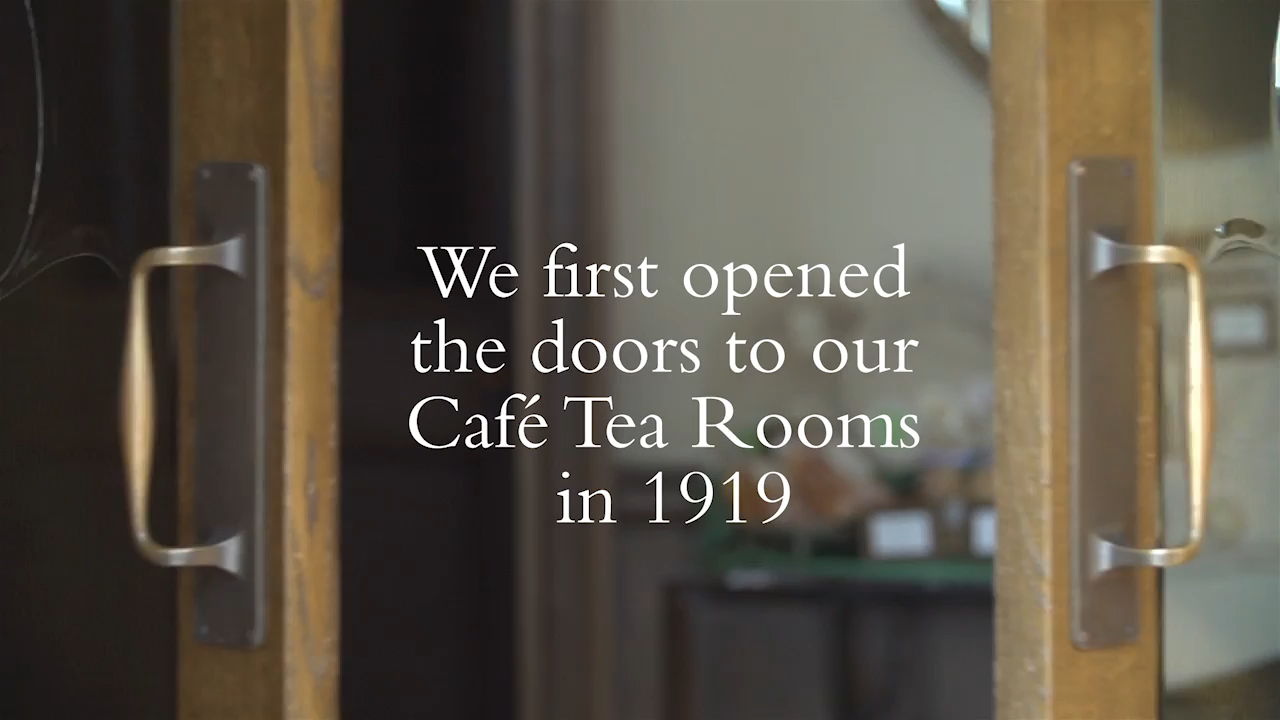 We first opened
the doors to our
Café Tea Rooms
in 1919